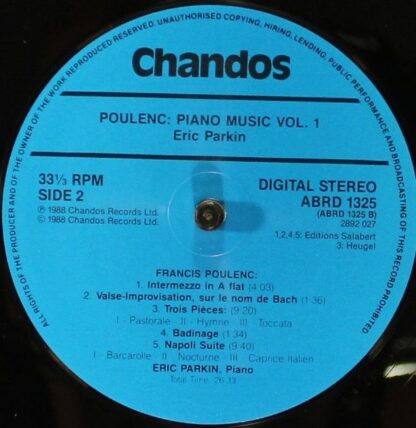 ALL RIGHTS OF THE PRODUCER AND OF THE OWNER OF THE WORK REPRODUCED RESERVED. UNAUTHORISED COPYING, HIRING, LENDING, PUBLIC PERFORMANCE AND BROADCASTING OF THIS RECORD PROHIBITED
Chandos
POULENC: PIANO MUSIC VOL. 1
Eric Parkin
33⅓ RPM
SIDE 2
℗ 1988 Chandos Records Ltd.
© 1988 Chandos Records Ltd.
DIGITAL STEREO
ABRD 1325
(ABRD 1325 B)
2892 027
1,2,4,5: Editions Salabert
3: Heugel
FRANCIS POULENC:
1. Intermezzo in A flat (4:03)
2. Valse-Improvisation, sur le nom de Bach (1:36)
3. Trois Pièces: (9:20)
I - Pastorale - II - Hymne - III - Toccata
4. Badinage (1:34)
5. Napoli Suite (9:40)
I - Barcarolle - II - Nocturne - III - Caprice Italien
ERIC PARKIN, Piano
Total Time: 26:33